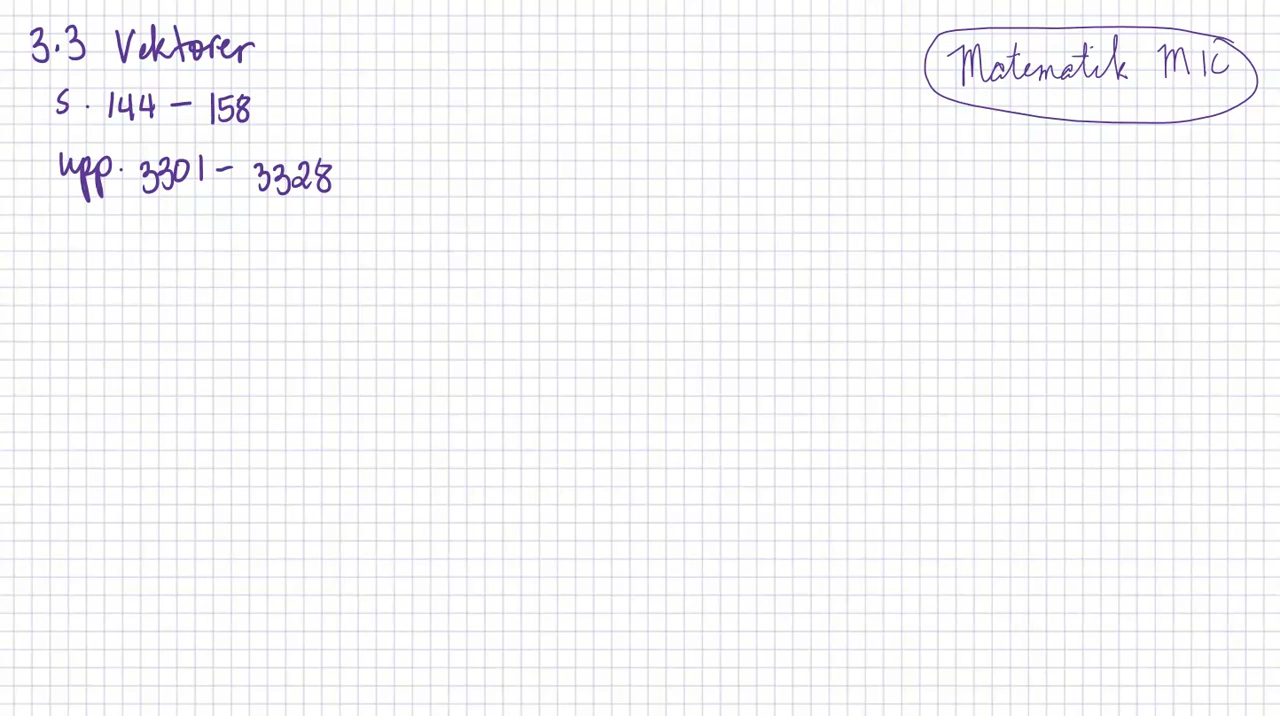 3.3 Vektorer
s. 144 - 158
upp. 3301 - 3328
Matematik M1C